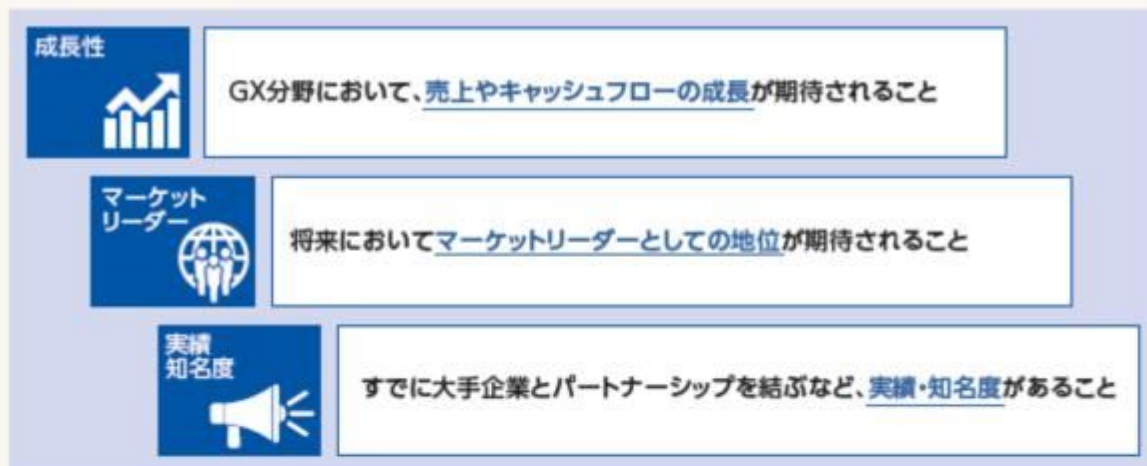 成長性
GX分野において、売上やキャッシュフローの成長が期待されること
マーケット
リーダー
将来においてマーケットリーダーとしての地位が期待されること
実績
知名度
すでに大手企業とパートナーシップを結ぶなど、実績・知名度があること